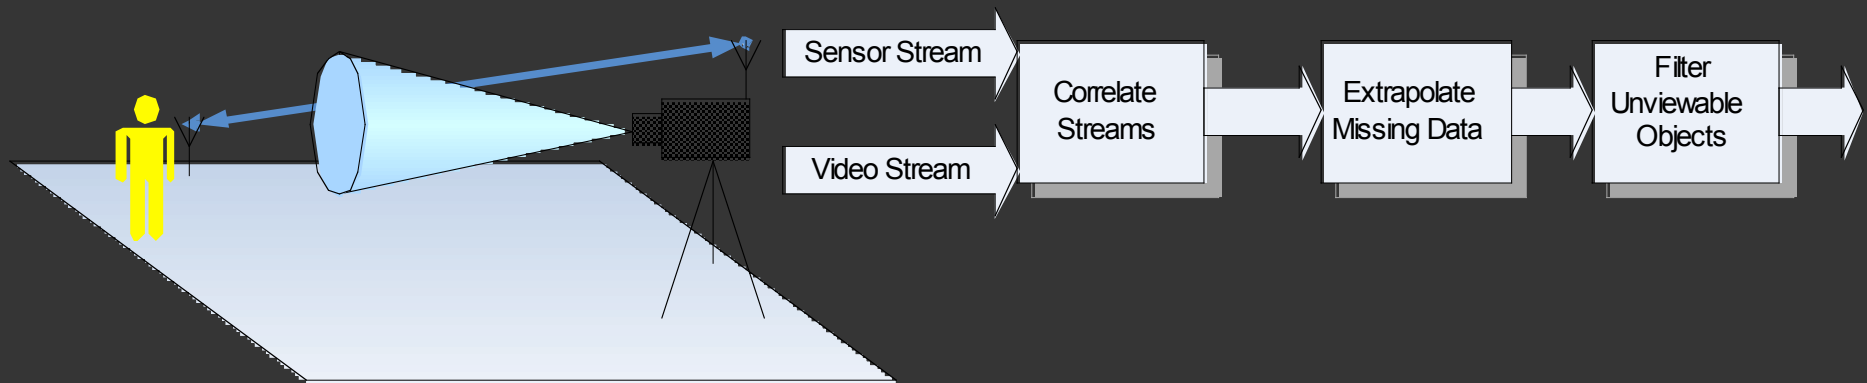 Sensor Stream
Video Stream
Correlate
Streams
Extrapolate
Missing Data
Filter
Unviewable
Objects